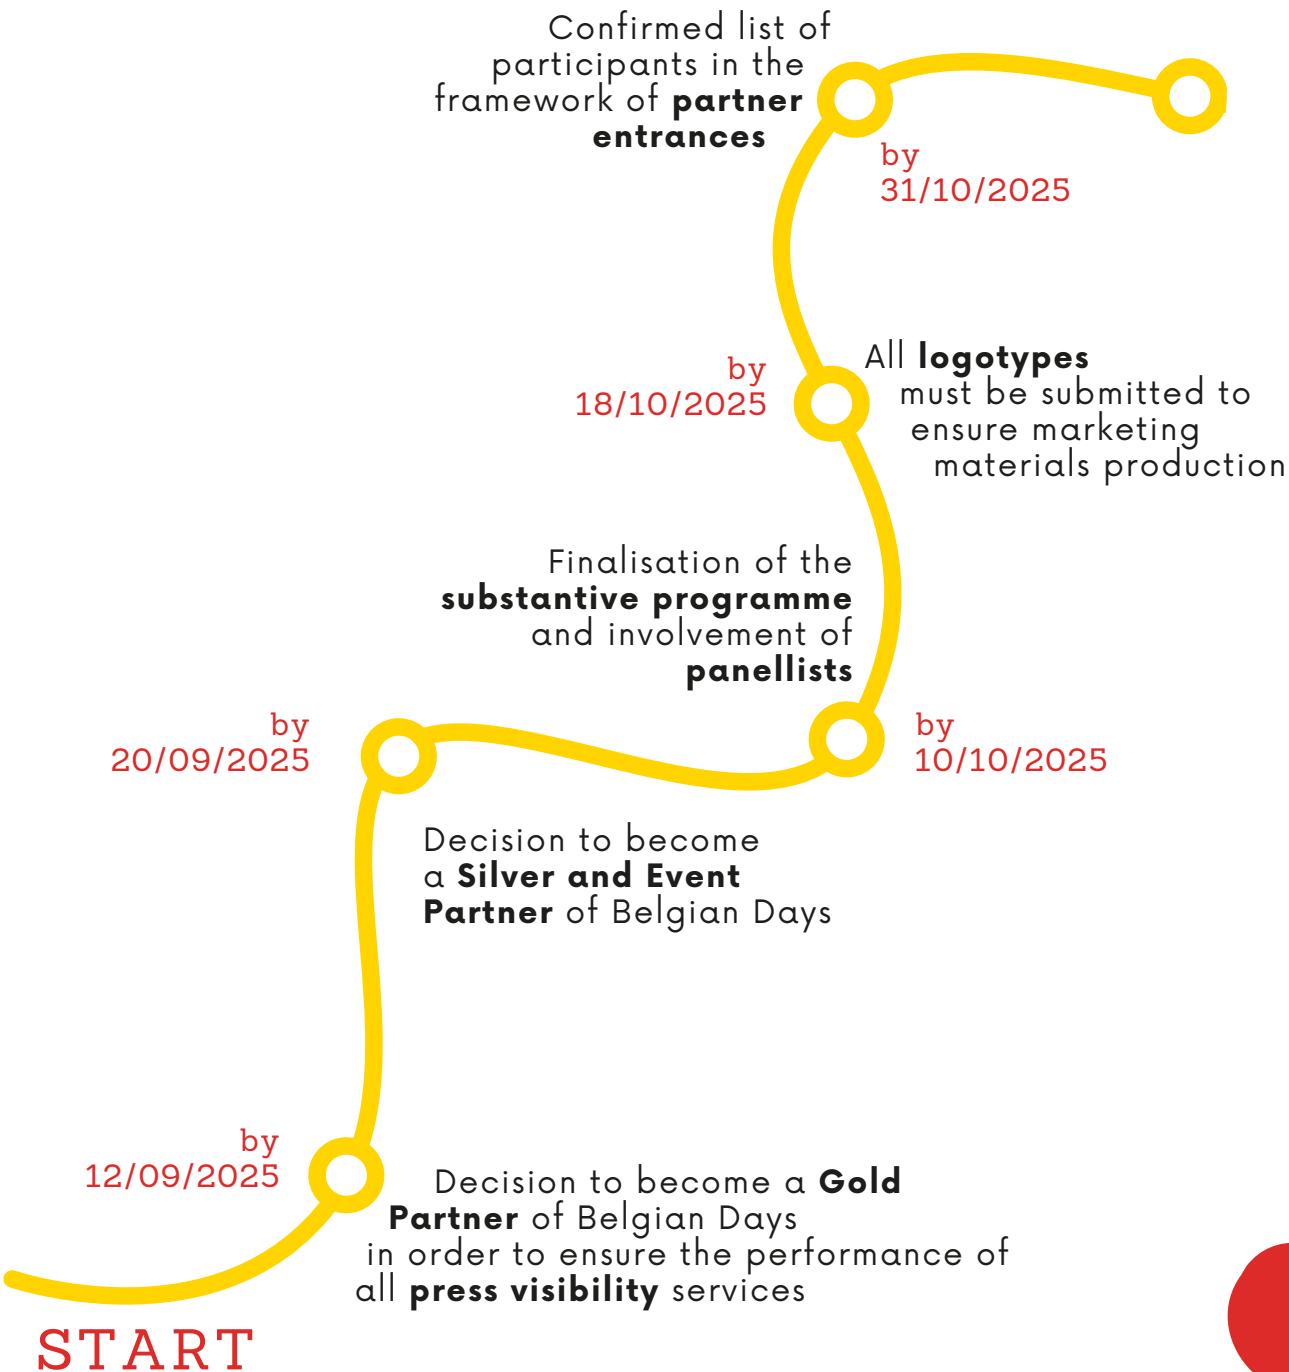 Confirmed list of
participants in the
framework of partner
entrances
by
31/10/2025
by
18/10/2025
All logotypes
must be submitted to
ensure marketing
materials production
Finalisation of the
substantive programme
and involvement of
panellists
by
20/09/2025
by
10/10/2025
Decision to become
a Silver and Event
Partner of Belgian Days
by
12/09/2025
Decision to become a Gold
Partner of Belgian Days
in order to ensure the performance of
all press visibility services
START